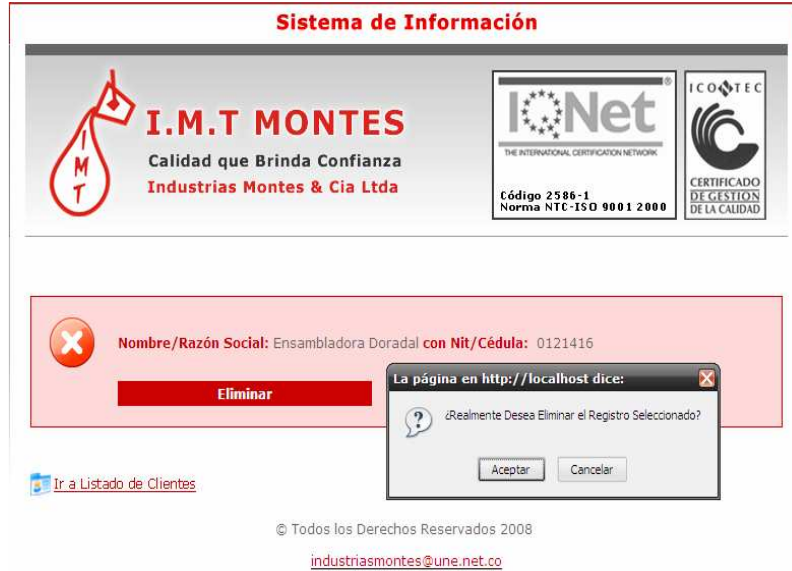 Sistema de Información
I
M
T
I.M.T MONTES
Calidad que Brinda Confianza
Industrias Montes & Cia Ltda
IQNet
®
THE INTERNATIONAL CERTIFICATION NETWORK
Código 2586-1
Norma NTC-ISO 9001 2000
ICONTEC
CERTIFICADO
DE GESTIÓN
DE LA CALIDAD
Nombre/Razón Social: Ensambladora Doradal con Nit/Cédula: 0121416
Eliminar
La página en http://localhost dice:
¿Realmente Desea Eliminar el Registro Seleccionado?
Aceptar Cancelar
Ir a Listado de Clientes
© Todos los Derechos Reservados 2008
industriasmontes@une.net.co